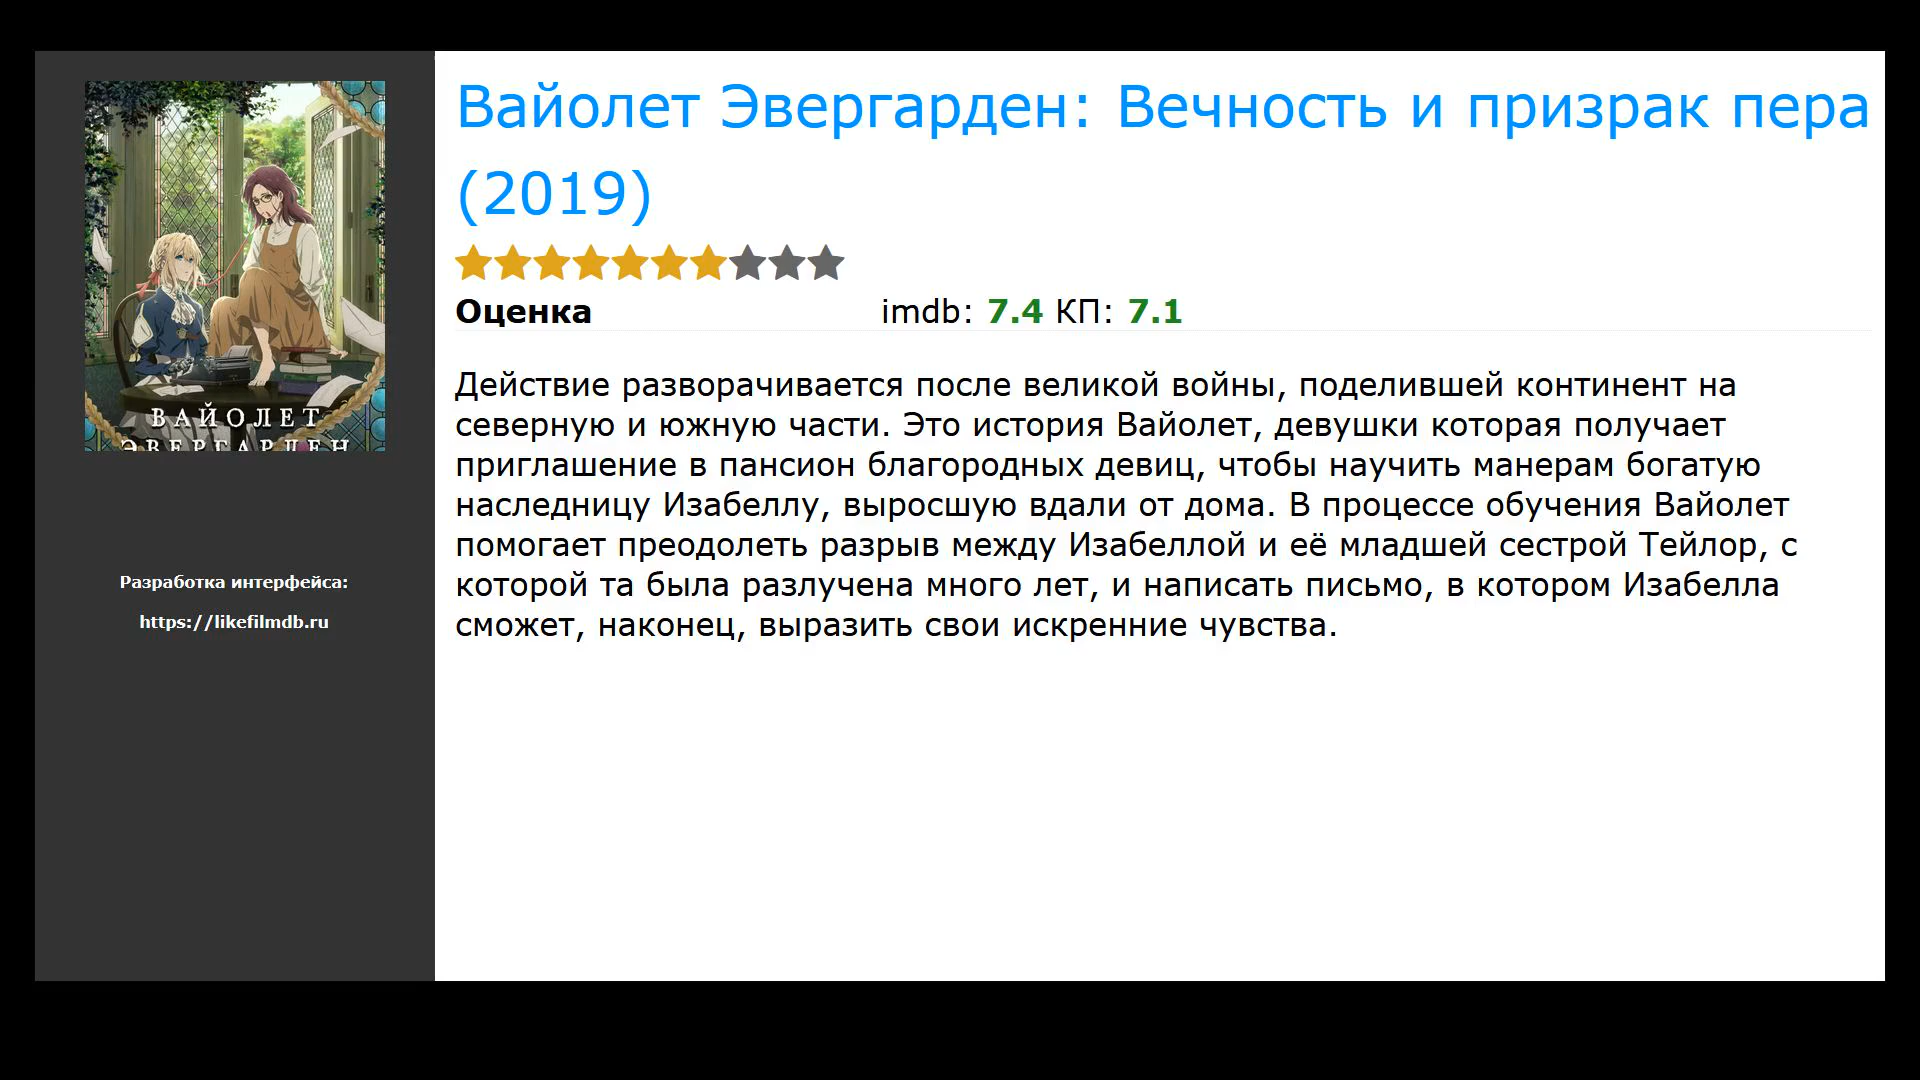 ВАЙОЛЕТ
ЭВЕРГАРДЕН
Разработка интерфейса:
https://likefilmdb.ru
Вайолет Эвергарден: Вечность и призрак пера
(2019)
Оценка imdb: 7.4 КП: 7.1
Действие разворачивается после великой войны, поделившей континент на
северную и южную части. Это история Вайолет, девушки которая получает
приглашение в пансион благородных девиц, чтобы научить манерам богатую
наследницу Изабеллу, выросшую вдали от дома. В процессе обучения Вайолет
помогает преодолеть разрыв между Изабеллой и её младшей сестрой Тейлор, с
которой та была разлучена много лет, и написать письмо, в котором Изабелла
сможет, наконец, выразить свои искренние чувства.